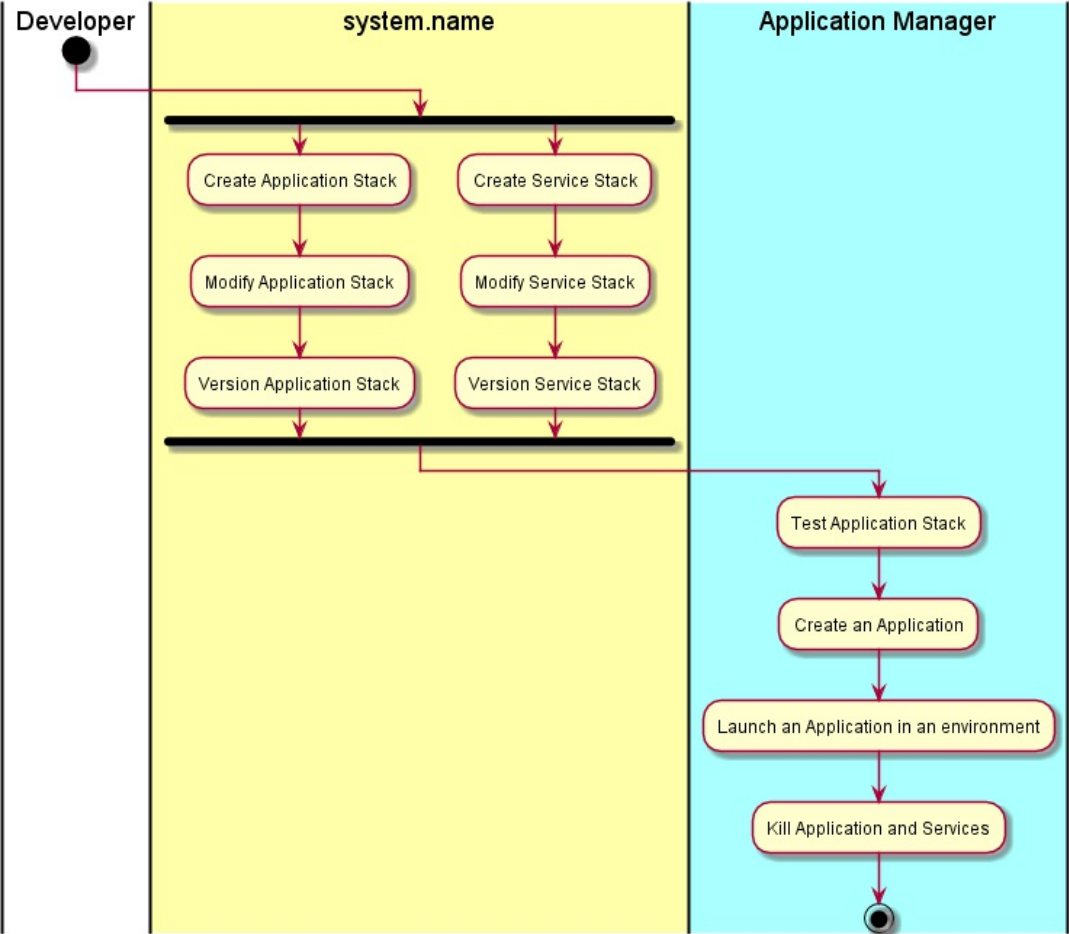 Developer
system.name
Application Manager
Create Application Stack
Create Service Stack
Modify Application Stack
Modify Service Stack
Version Application Stack
Version Service Stack
Test Application Stack
Create an Application
Launch an Application in an environment
Kill Application and Services